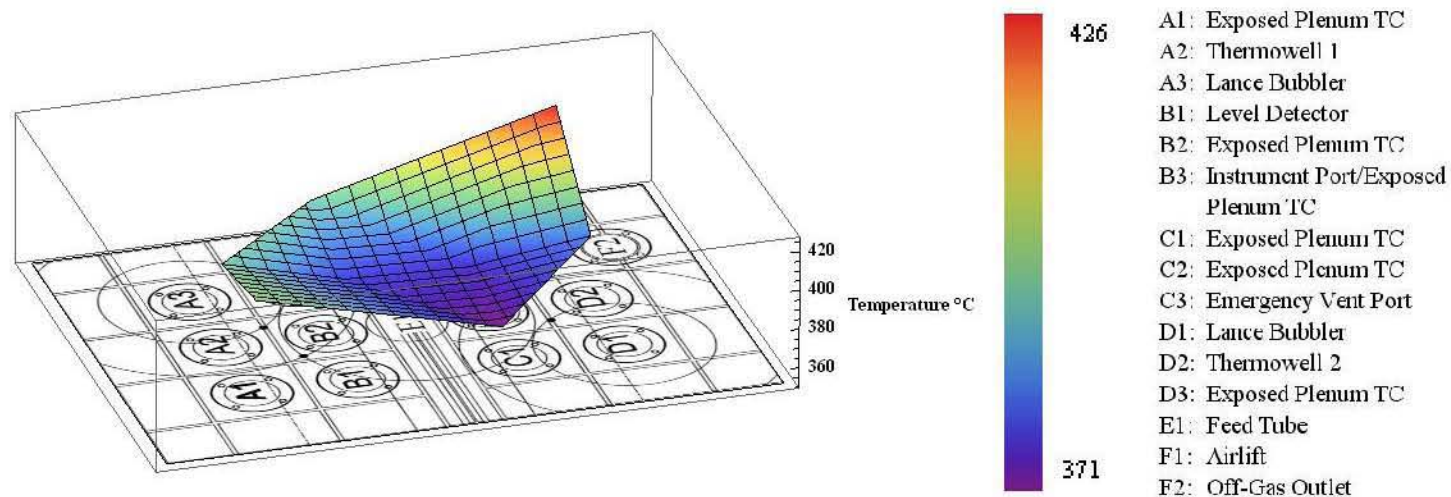 426
371
A1: Exposed Plenum TC
A2: Thermowell 1
A3: Lance Bubbler
B1: Level Detector
B2: Exposed Plenum TC
B3: Instrument Port/Exposed
Plenum TC
C1: Exposed Plenum TC
C2: Exposed Plenum TC
C3: Emergency Vent Port
D1: Lance Bubbler
D2: Thermowell 2
D3: Exposed Plenum TC
E1: Feed Tube
F1: Airlift
F2: Off-Gas Outlet
420
400
380
360
Temperature °C
A3
A2
A1
B2
B1
C1
D2
D1
F2